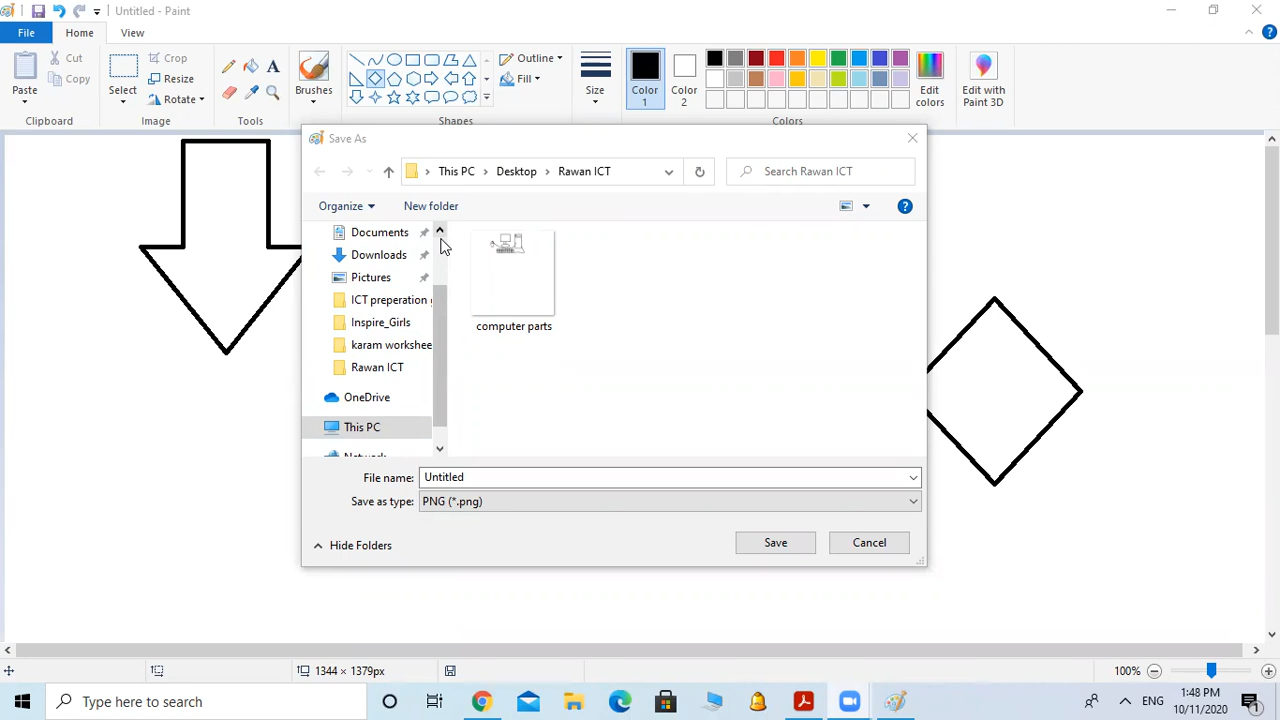 Untitled - Paint
File
Home
View
Paste
Cut
Copy
Clipboard
Select
Crop
Resize
Rotate
Image
A
Tools
Brushes
Outline
Fill
Shapes
Size
Color 1
Color 2
Edit colors
Colors
Edit with Paint 3D
Save As
This PC
Desktop
Rawan ICT
Search Rawan ICT
Organize
New folder
Documents
Downloads
Pictures
ICT preperation
Inspire_Girls
karam workshee
Rawan ICT
OneDrive
This PC
Network
computer parts
File name: Untitled
Save as type: PNG (*.png)
Hide Folders
Save
Cancel
1344 × 1379px
100%
Type here to search
ENG
1:48 PM
10/11/2020
1